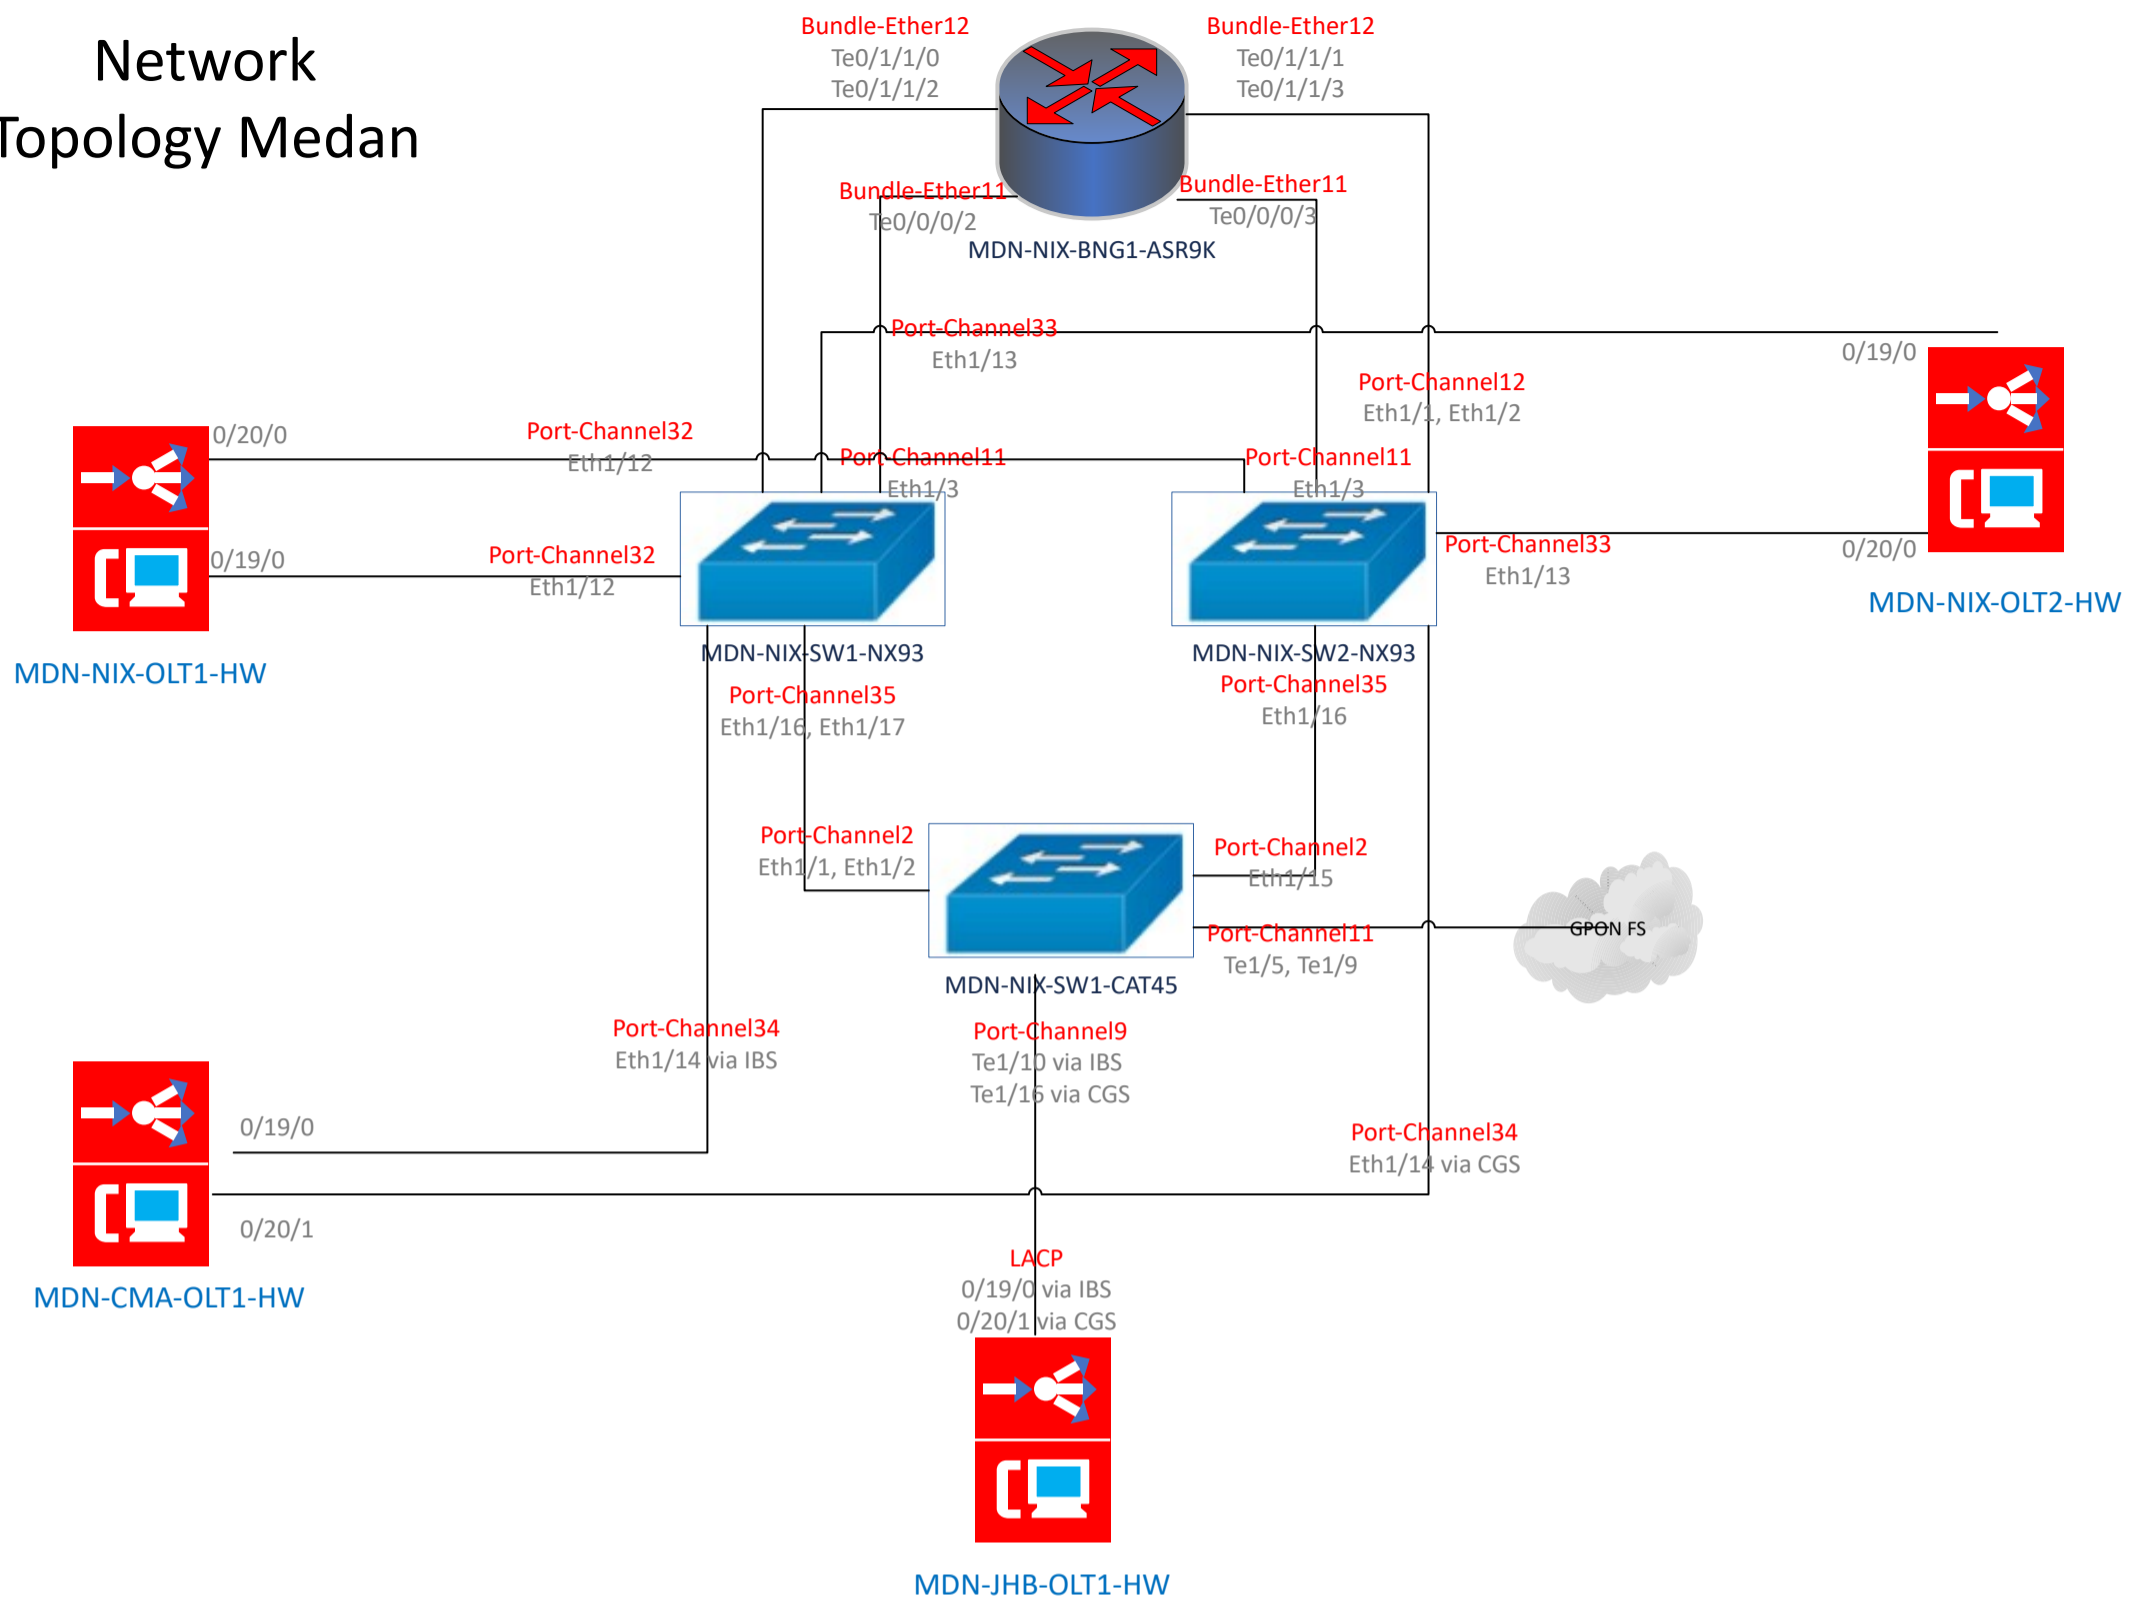 Network
Topology Medan
Bundle-Ether12
Te0/1/1/0
Te0/1/1/2
Bundle-Ether12
Te0/1/1/1
Te0/1/1/3
Bundle-Ether11
Te0/0/0/2
Bundle-Ether11
Te0/0/0/3
MDN-NIX-BNG1-ASR9K
Port-Channel33
Eth1/13
0/19/0
Port-Channel12
Eth1/1, Eth1/2
0/20/0
Port-Channel32
Eth1/12
Port-Channel11
Eth1/3
Port-Channel11
Eth1/3
0/19/0
Port-Channel32
Eth1/12
Port-Channel33
Eth1/13
0/20/0
MDN-NIX-OLT2-HW
MDN-NIX-OLT1-HW
MDN-NIX-SW1-NX93
Port-Channel35
Eth1/16, Eth1/17
MDN-NIX-SW2-NX93
Port-Channel35
Eth1/16
Port-Channel2
Eth1/1, Eth1/2
Port-Channel2
Eth1/15
Port-Channel11
Te1/5, Te1/9
GPON FS
MDN-NIX-SW1-CAT45
Port-Channel34
Eth1/14 via IBS
Port-Channel9
Te1/10 via IBS
Te1/16 via CGS
0/19/0
Port-Channel34
Eth1/14 via CGS
0/20/1
MDN-CMA-OLT1-HW
LACP
0/19/0 via IBS
0/20/1 via CGS
MDN-JHB-OLT1-HW